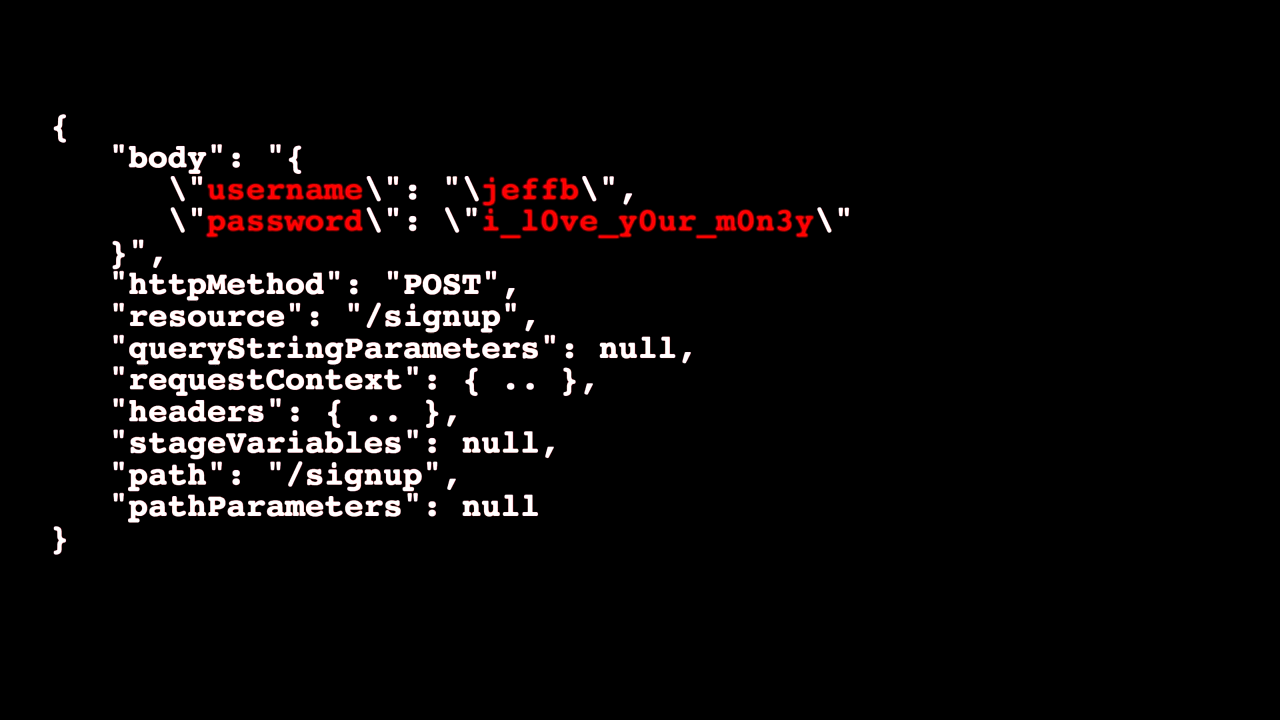 {
"body": "{
\"username\": "\jeffb\",
\"password\": \"i_l0ve_y0ur_m0n3y\"
}",
"httpMethod": "POST",
"resource": "/signup",
"queryStringParameters": null,
"requestContext": { .. },
"headers": { .. },
"stageVariables": null,
"path": "/signup",
"pathParameters": null
}